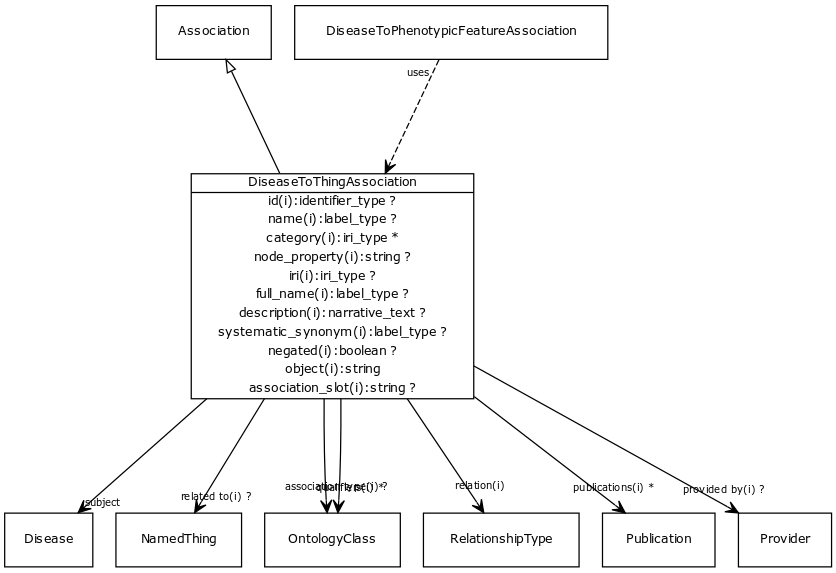 Association
DiseaseToPhenotypicFeatureAssociation
uses
DiseaseToThingAssociation
id(i):identifier_type ?
name(i):label_type ?
category(i):iri_type *
node_property(i):string ?
iri(i):iri_type ?
full_name(i):label_type ?
description(i):narrative_text ?
systematic_synonym(i):label_type ?
negated(i):boolean ?
object(i):string
association_slot(i):string ?
subject
related to(i) ?
association type(i) ?
qualifiers(i) *
relation(i)
publications(i) *
provided by(i) ?
Disease
NamedThing
OntologyClass
RelationshipType
Publication
Provider